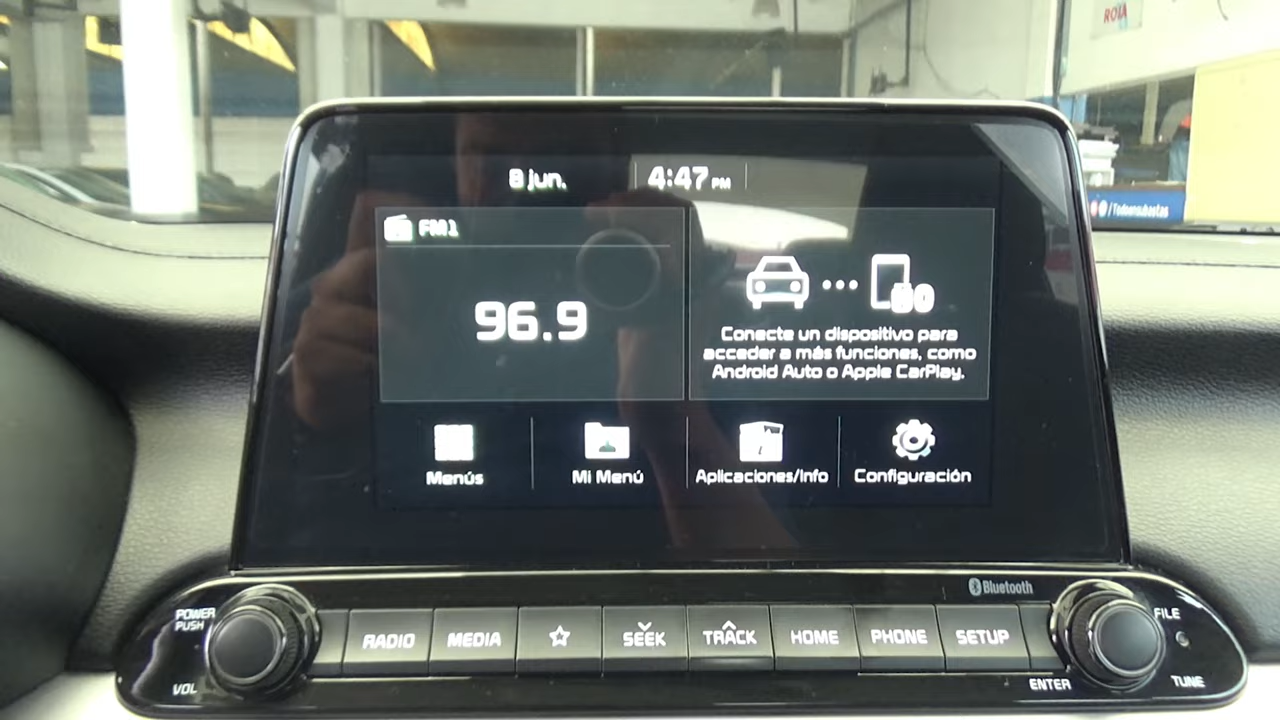 ROJA
/Todoensubastas
8 jun.
4:47 PM
FM1
96.9
Conecte un dispositivo para
acceder a más funciones, como
Android Auto o Apple CarPlay.
Menús
Mi Menú
Aplicaciones/Info
Configuración
Bluetooth
POWER
PUSH
VOL
RADIO
MEDIA
SEEK
TRACK
HOME
PHONE
SETUP
FILE
ENTER
TUNE